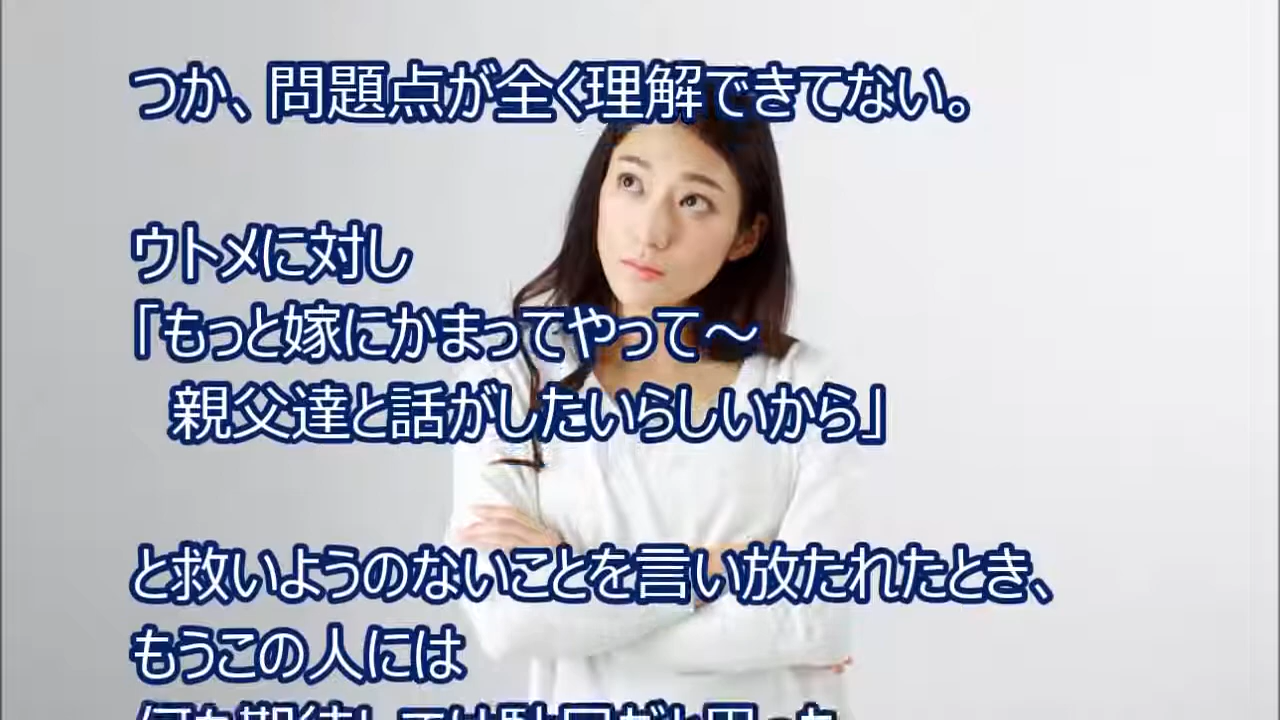 つか、問題点が全く理解できてない。
ウトメに対し
「もっと嫁にかまってやって～
親父達と話がしたいらしいから」
と救いようのないことを言い放たれたとき、
もうこの人には